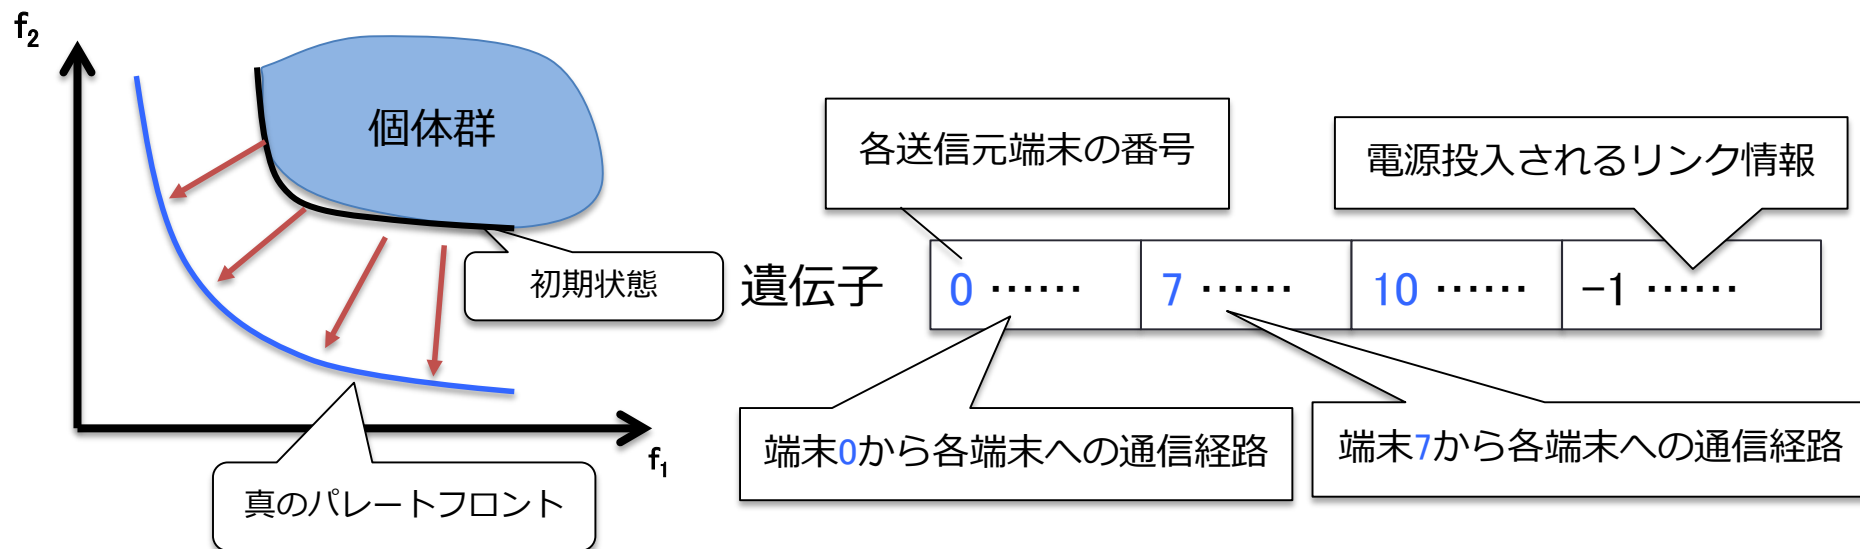 f2
個体群
初期状態
f1
真のパレートフロント
各送信元端末の番号
電源投入されるリンク情報
遺伝子
0 ……
7 ……
10 ……
−1 ……
端末0から各端末への通信経路
端末7から各端末への通信経路